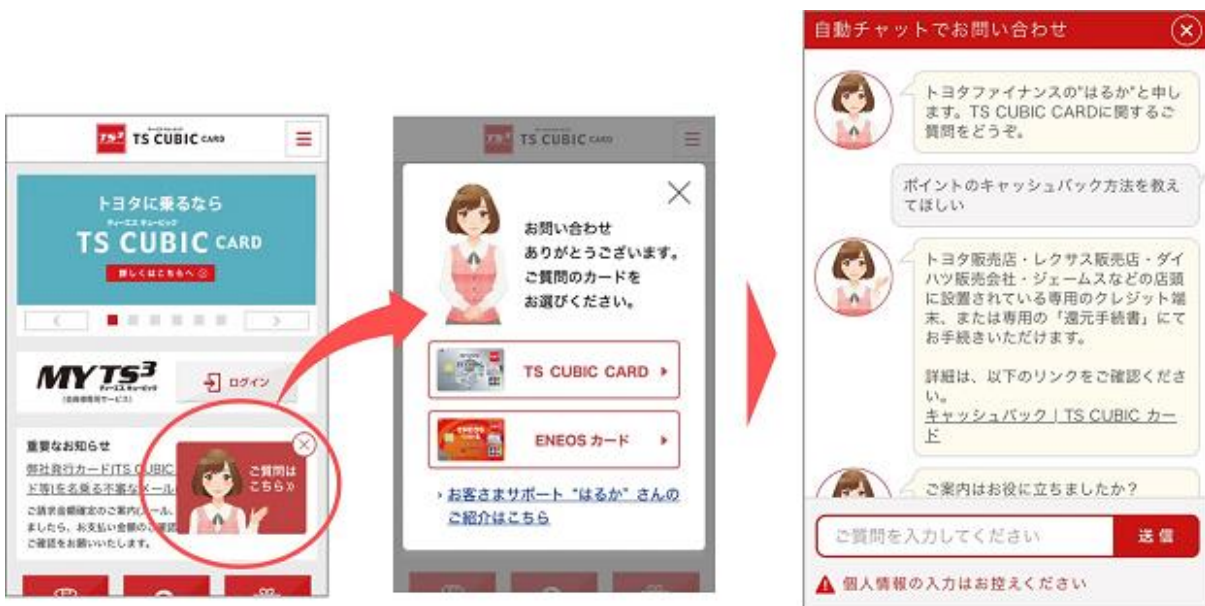 TS³ TS CUBIC CARD
トヨタに乗るなら
ティーエス キュービック
TS CUBIC CARD
詳しくはこちらへ
MY TS³
ログイン
重要なお知らせ
弊社発行カード(TS CUBIC
ド等)を名乗る不審なメール
ご請求金額確定のご案内メール、
ましたら、お支払い金額のご確認
ご確認をお願いいたします。
ご質問は
こちら»
TS³ TS CUBIC CARD
お問い合わせ
ありがとうございます。
ご質問のカードを
お選びください。
TS CUBIC CARD
ENEOS カード
› お客さまサポート “はるか” さんの
ご紹介はこちら
自動チャットでお問い合わせ
トヨタファイナンスの"はるか"と申し
ます。TS CUBIC CARDに関するご
質問をどうぞ。
ポイントのキャッシュバック方法を教え
てほしい
トヨタ販売店・レクサス販売店・ダイ
ハツ販売会社・ジェームスなどの店頭
に設置されている専用のクレジット端
末、または専用の「還元手続書」にて
お手続きいただけます。
詳細は、以下のリンクをご確認くださ
い。
キャッシュバック | TS CUBIC カー
ド
ご案内はお役に立ちましたか?
ご質問を入力してください
送信
個人情報の入力はお控えください